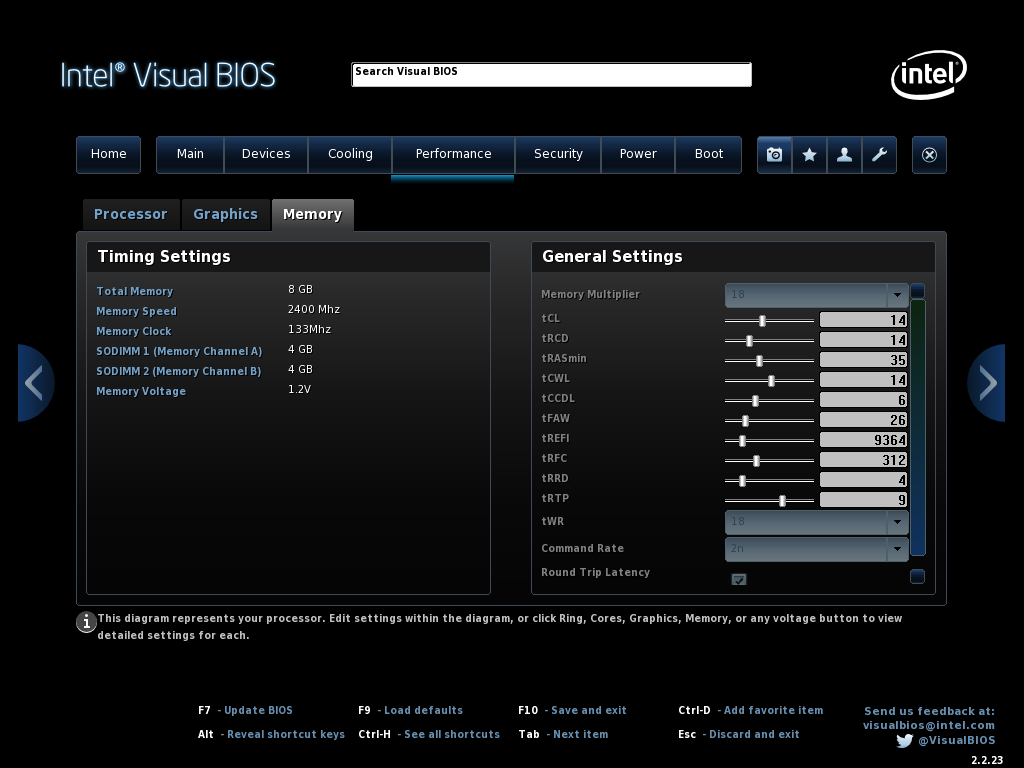 Intel® Visual BIOS
Search Visual BIOS
intel
Home Main Devices Cooling Performance Security Power Boot
Processor Graphics Memory
Timing Settings
Total Memory 8 GB
Memory Speed 2400 Mhz
Memory Clock 133Mhz
SODIMM 1 (Memory Channel A) 4 GB
SODIMM 2 (Memory Channel B) 4 GB
Memory Voltage 1.2V
General Settings
Memory Multiplier 18
tCL 14
tRCD 14
tRASmin 35
tCWL 14
tCCDL 6
tFAW 26
tREFI 9364
tRFC 312
tRRD 4
tRTP 9
tWR 18
Command Rate 2n
Round Trip Latency
This diagram represents your processor. Edit settings within the diagram, or click Ring, Cores, Graphics, Memory, or any voltage button to view
detailed settings for each.
F7 - Update BIOS F9 - Load defaults F10 - Save and exit Ctrl-D - Add favorite item
Alt - Reveal shortcut keys Ctrl-H - See all shortcuts Tab - Next item Esc - Discard and exit
Send us feedback at:
visualbios@intel.com
@VisualBIOS
2.2.23